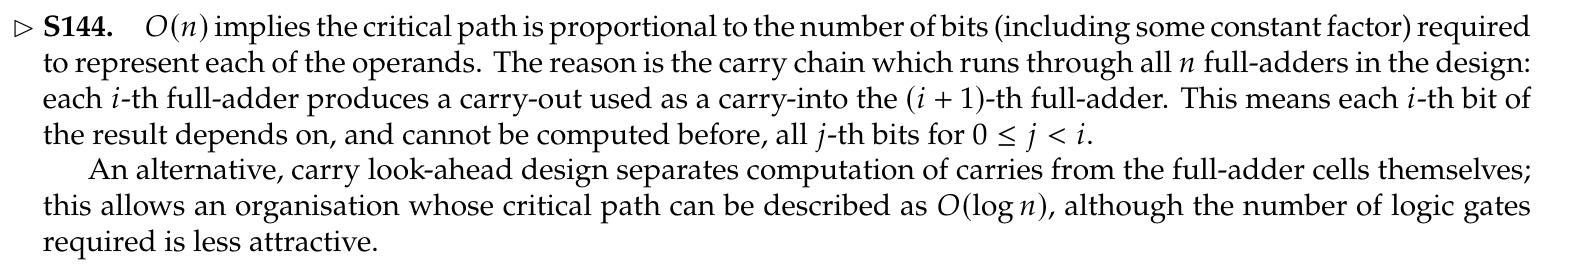 ▷ S144. O(n) implies the critical path is proportional to the number of bits (including some constant factor) required
to represent each of the operands. The reason is the carry chain which runs through all n full-adders in the design:
each i-th full-adder produces a carry-out used as a carry-into the (i + 1)-th full-adder. This means each i-th bit of
the result depends on, and cannot be computed before, all j-th bits for 0 ≤ j < i.
An alternative, carry look-ahead design separates computation of carries from the full-adder cells themselves;
this allows an organisation whose critical path can be described as O(log n), although the number of logic gates
required is less attractive.